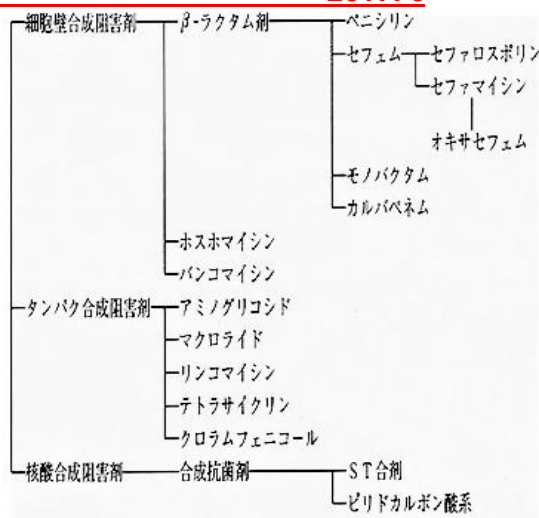 細胞壁合成阻害剤 β-ラクタム剤 ペニシリン
セフェム セファロスポリン
セファマイシン
オキサセフェム
モノバクタム
カルバペネム
ホスホマイシン
バンコマイシン
タンパク合成阻害剤 アミノグリコシド
マクロライド
リンコマイシン
テトラサイクリン
クロラムフェニコール
核酸合成阻害剤 合成抗菌剤 ST合剤
ピリドカルボン酸系